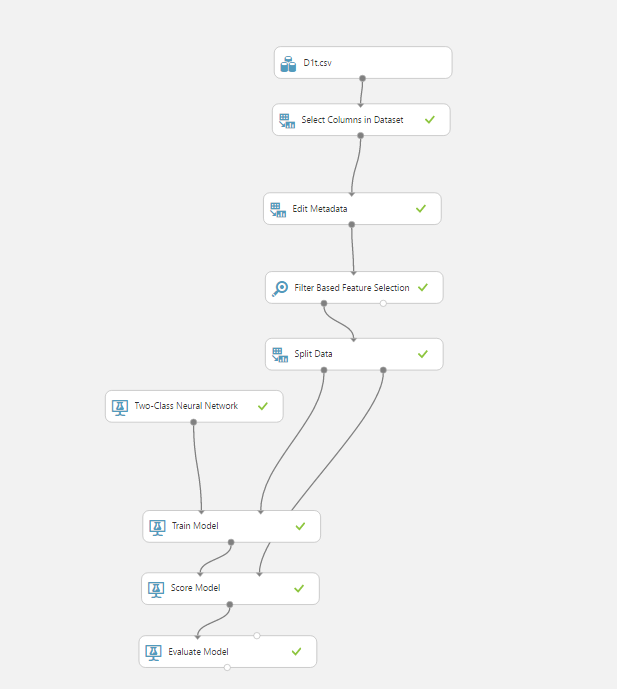 D1t.csv
Select Columns in Dataset
Edit Metadata
Filter Based Feature Selection
Split Data
Two-Class Neural Network
Train Model
Score Model
Evaluate Model